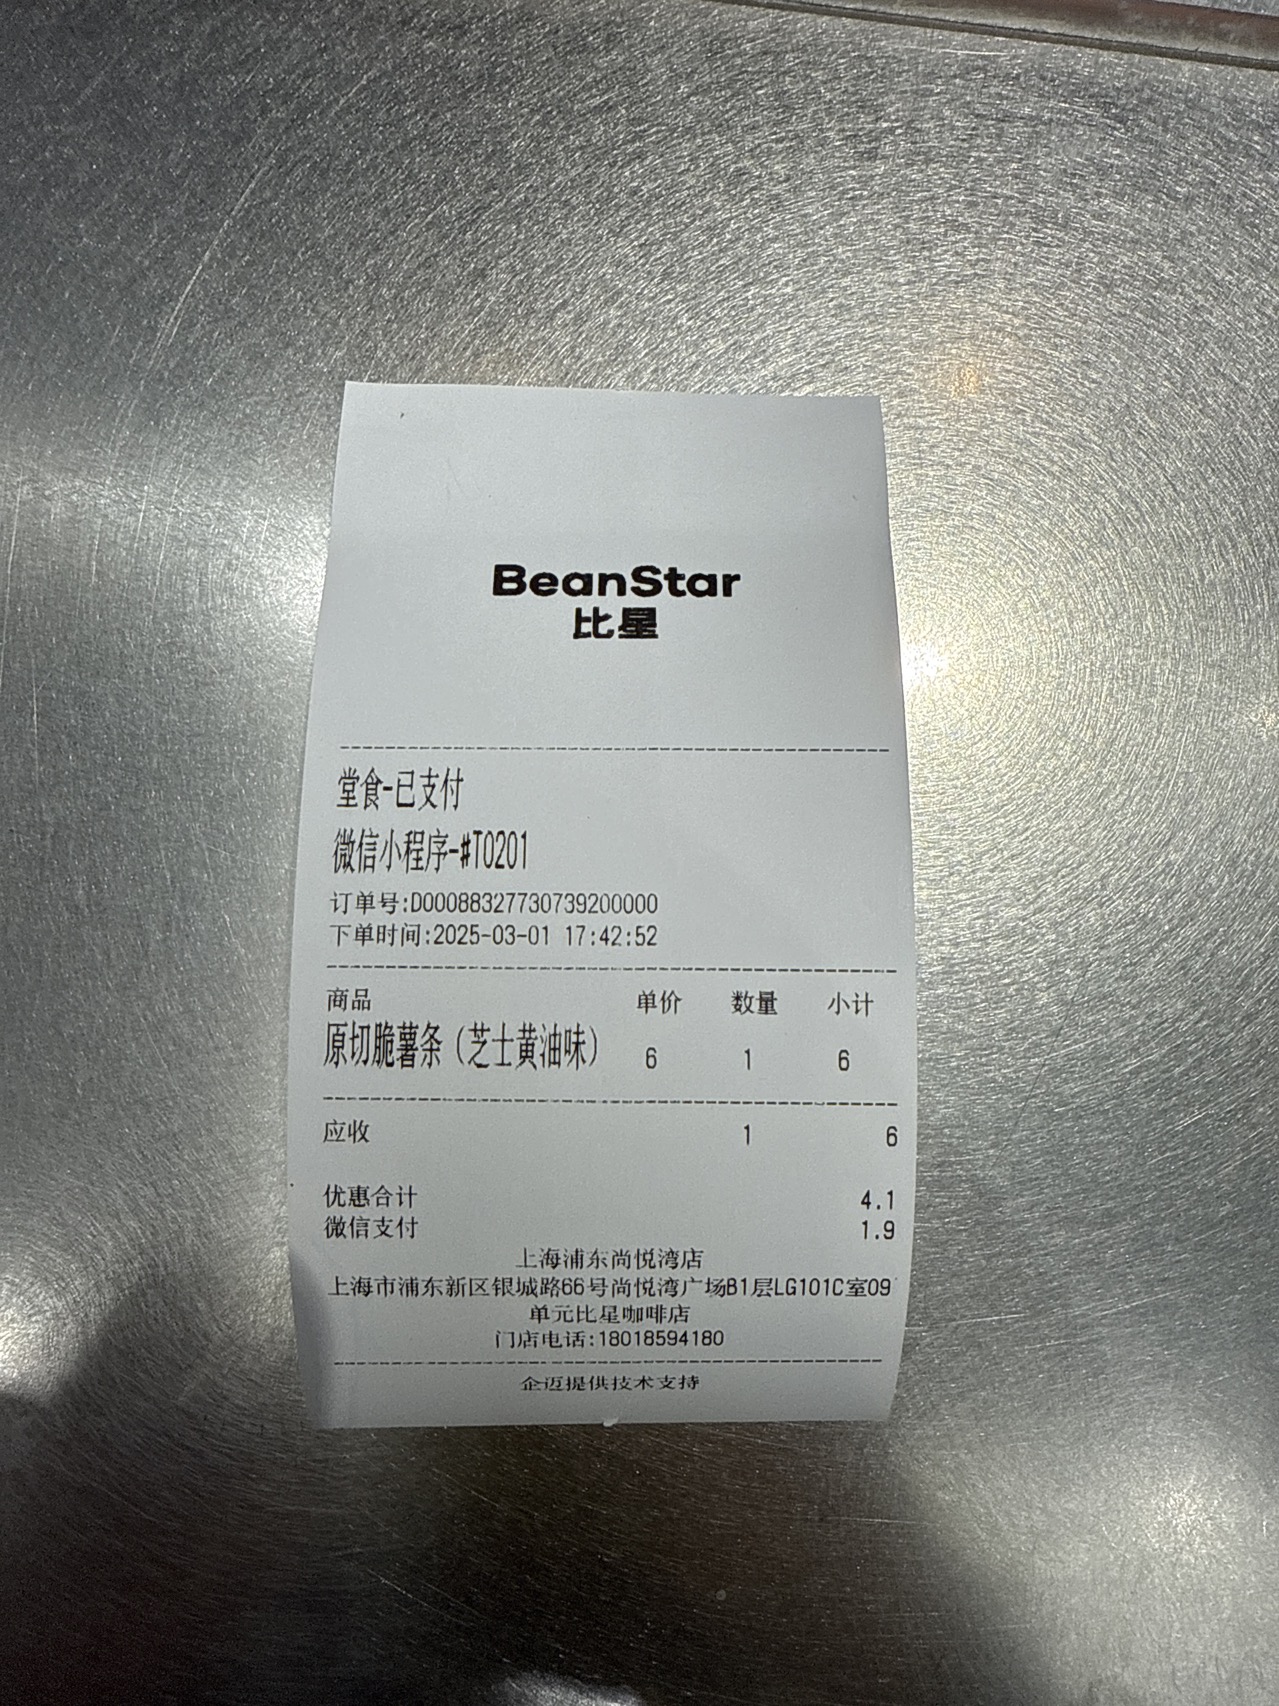 BeanStar
比星
堂食-已支付
微信小程序-#T0201
订单号:D00088327730739200000
下单时间:2025-03-01 17:42:52
商品 单价 数量 小计
原切脆薯条（芝士黄油味） 6 1 6
应收 1 6
优惠合计 4.1
微信支付 1.9
上海浦东尚悦湾店
上海市浦东新区银城路66号尚悦湾广场B1层LG101C室09
单元比星咖啡店
门店电话:18018594180
企迈提供技术支持